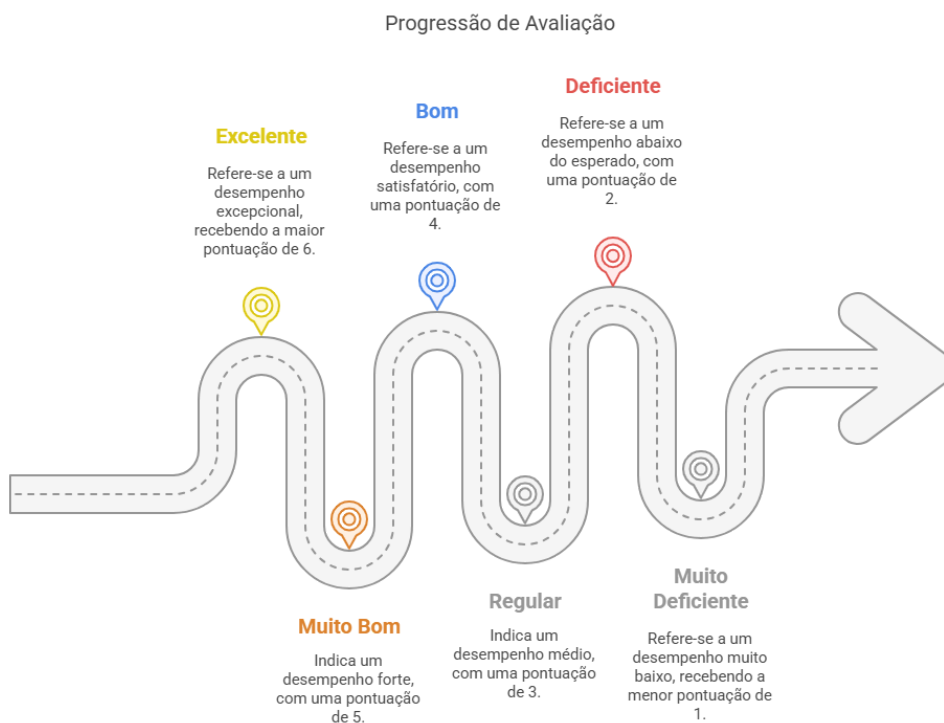 Progressão de Avaliação
Excelente
Refere-se a um
desempenho
excepcional,
recebendo a maior
pontuação de 6.
Muito Bom
Indica um
desempenho forte,
com uma pontuação
de 5.
Bom
Refere-se a um
desempenho
satisfatório, com
uma pontuação de
4.
Regular
Indica um
desempenho médio,
com uma pontuação
de 3.
Deficiente
Refere-se a um
desempenho abaixo
do esperado, com
uma pontuação de
2.
Muito
Deficiente
Refere-se a um
desempenho muito
baixo, recebendo a
menor pontuação de
1.